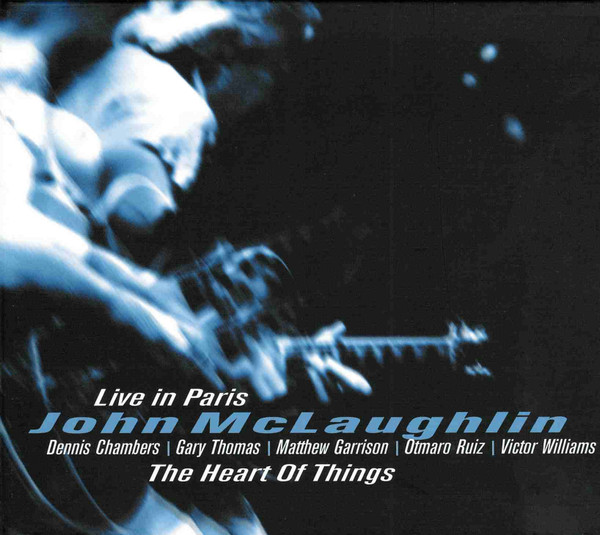 Live in Paris
John McLaughlin
Dennis Chambers | Gary Thomas | Matthew Garrison | Otmaro Ruiz | Victor Williams
The Heart Of Things